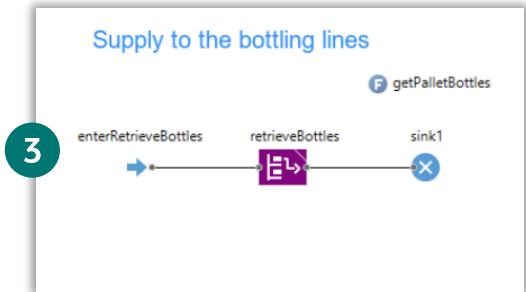 Supply to the bottling lines
F getPalletBottles
3
enterRetrieveBottles retrieveBottles sink1